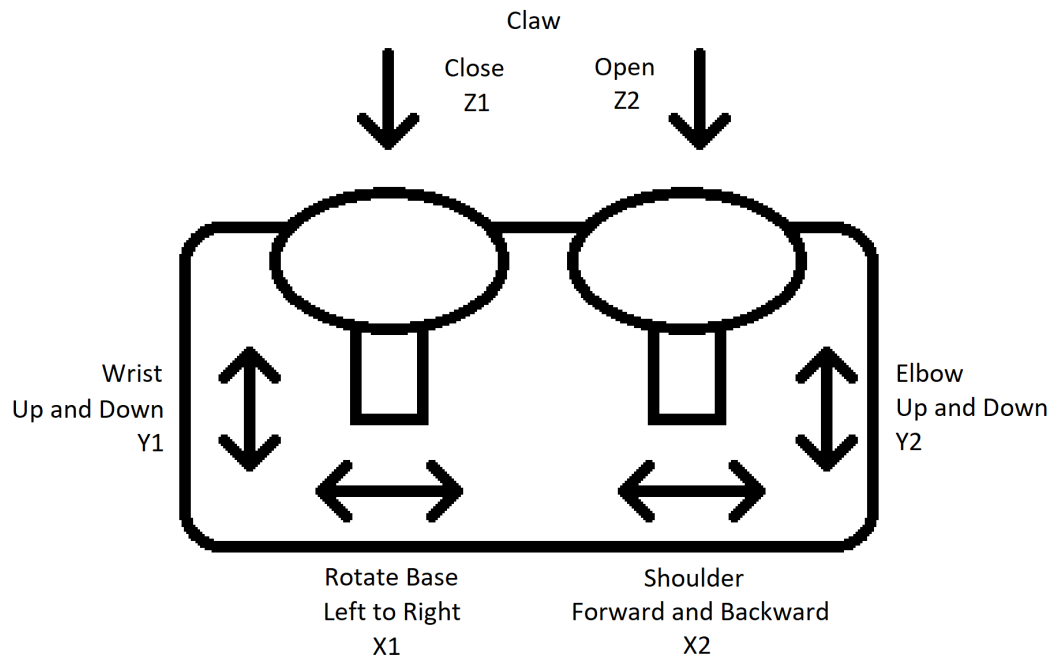 Claw
Close
Z1
Open
Z2
Wrist
Up and Down
Y1
Elbow
Up and Down
Y2
Rotate Base
Left to Right
X1
Shoulder
Forward and Backward
X2